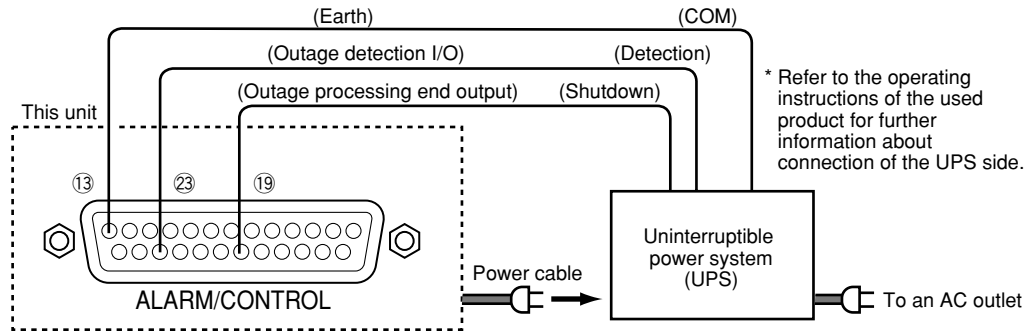 (Earth)
(COM)
(Outage detection I/O)
(Detection)
(Outage processing end output)
(Shutdown)
* Refer to the operating
instructions of the used
product for further
information about
connection of the UPS side.
This unit
⑬
㉓
⑲
ALARM/CONTROL
Power cable
Uninterruptible
power system
(UPS)
To an AC outlet